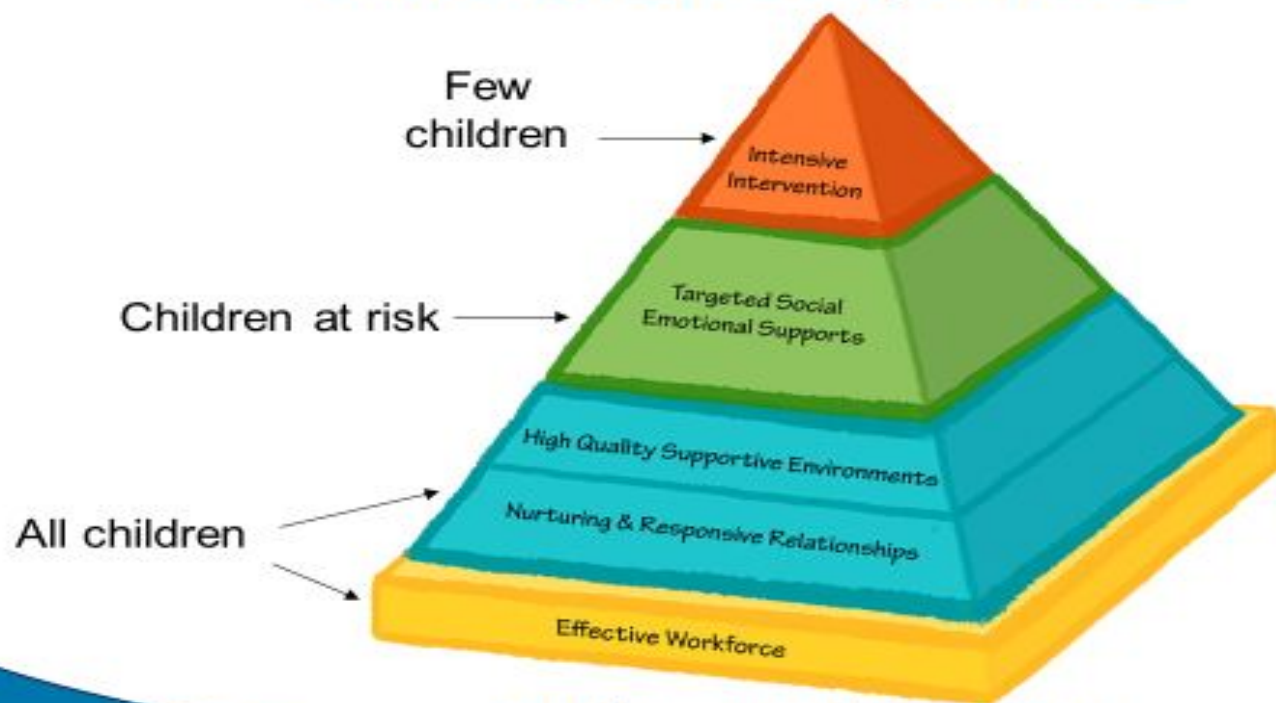 Few
children
Intensive
Intervention
Children at risk
Targeted Social
Emotional Supports
High Quality Supportive Environments
All children
Nurturing & Responsive Relationships
Effective Workforce